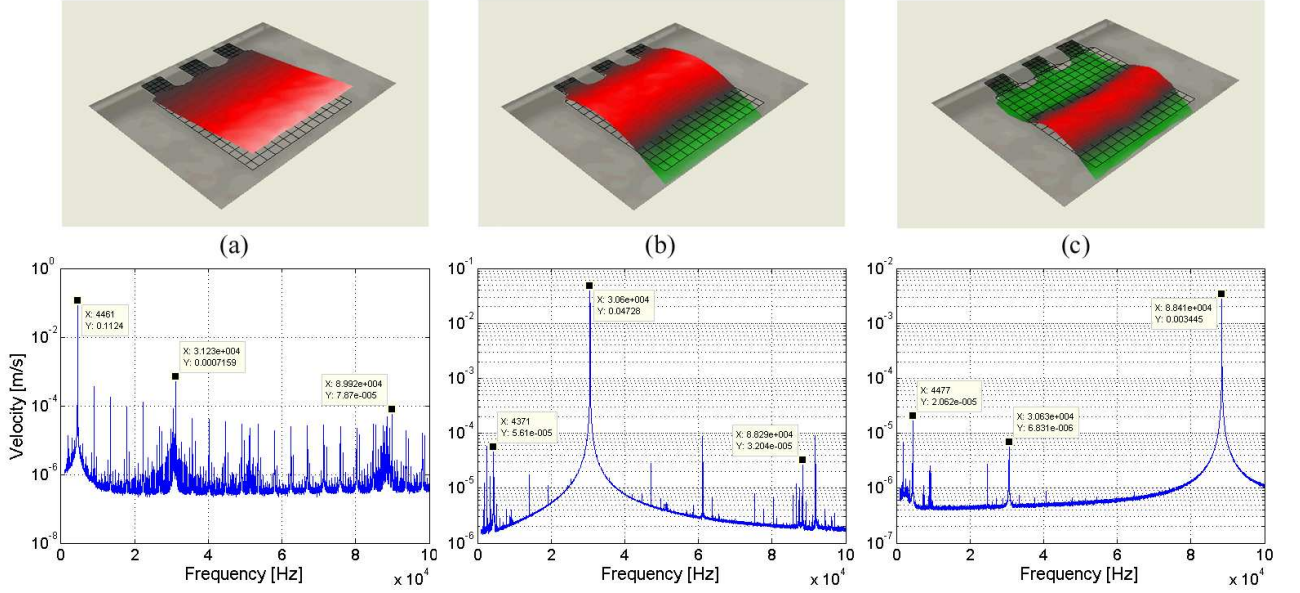 (a)
(b)
(c)
10^0
10^-2
10^-4
10^-6
10^-8
Velocity [m/s]
X: 4461
Y: 0.1124
X: 3.123e+004
Y: 0.0007159
X: 8.992e+004
Y: 7.87e-005
0 2 4 6 8 10
Frequency [Hz]
x 10^4
10^-1
10^-2
10^-3
10^-4
10^-5
10^-6
X: 3.06e+004
Y: 0.04728
X: 4371
Y: 5.61e-005
X: 8.829e+004
Y: 3.204e-005
0 2 4 6 8 10
Frequency [Hz]
x 10^4
10^-2
10^-3
10^-4
10^-5
10^-6
10^-7
X: 8.841e+004
Y: 0.003445
X: 4477
Y: 2.062e-005
X: 3.063e+004
Y: 6.831e-006
0 2 4 6 8 10
Frequency [Hz]
x 10^4